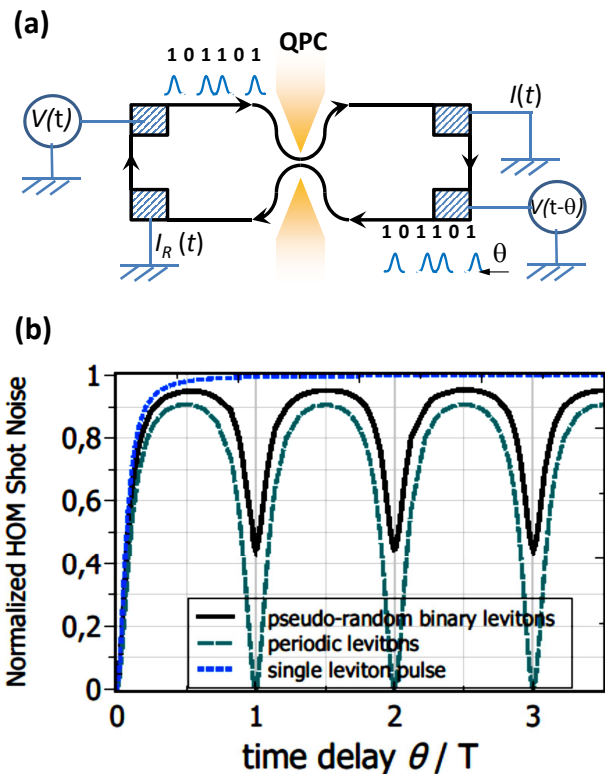 (a)
1 0 1 1 0 1
QPC
V(t)
I(t)
I_R (t)
V(t-θ)
1 0 1 1 0 1
θ
(b)
Normalized HOM Shot Noise
1
0,8
0,6
0,4
0,2
0
pseudo-random binary levitons
periodic levitons
single leviton pulse
0 1 2 3
time delay θ / T